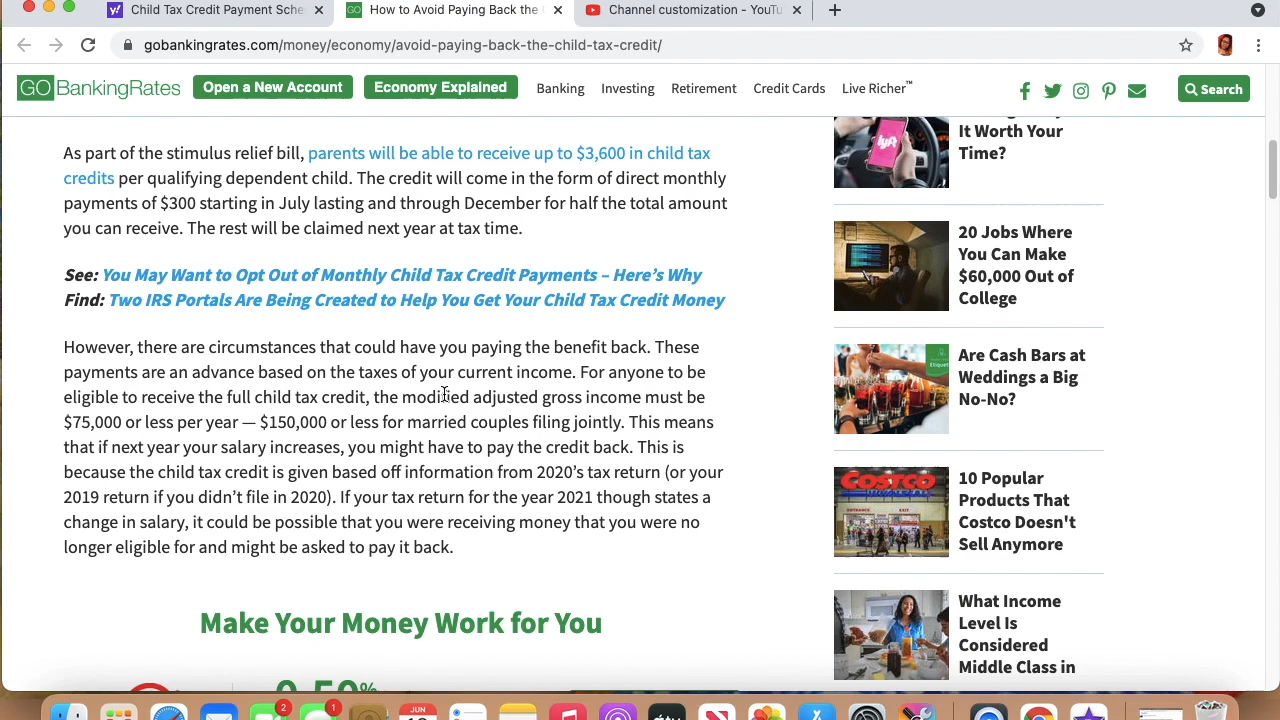 Child Tax Credit Payment Sche
How to Avoid Paying Back the
Channel customization - YouTu
gobankingrates.com/money/economy/avoid-paying-back-the-child-tax-credit/
GOBankingRates
Open a New Account
Economy Explained
Banking
Investing
Retirement
Credit Cards
Live Richer™
Search
As part of the stimulus relief bill, parents will be able to receive up to $3,600 in child tax
credits per qualifying dependent child. The credit will come in the form of direct monthly
payments of $300 starting in July lasting and through December for half the total amount
you can receive. The rest will be claimed next year at tax time.
See: You May Want to Opt Out of Monthly Child Tax Credit Payments – Here's Why
Find: Two IRS Portals Are Being Created to Help You Get Your Child Tax Credit Money
However, there are circumstances that could have you paying the benefit back. These
payments are an advance based on the taxes of your current income. For anyone to be
eligible to receive the full child tax credit, the modified adjusted gross income must be
$75,000 or less per year — $150,000 or less for married couples filing jointly. This means
that if next year your salary increases, you might have to pay the credit back. This is
because the child tax credit is given based off information from 2020's tax return (or your
2019 return if you didn't file in 2020). If your tax return for the year 2021 though states a
change in salary, it could be possible that you were receiving money that you were no
longer eligible for and might be asked to pay it back.
Make Your Money Work for You
0.50%
It Worth Your
Time?
lyft
20 Jobs Where
You Can Make
$60,000 Out of
College
Are Cash Bars at
Weddings a Big
No-No?
Etiquette
10 Popular
Products That
Costco Doesn't
Sell Anymore
COSTCO
WHOLESALE
ENTRANCE
EXIT
What Income
Level Is
Considered
Middle Class in
2
1
JUN
tv